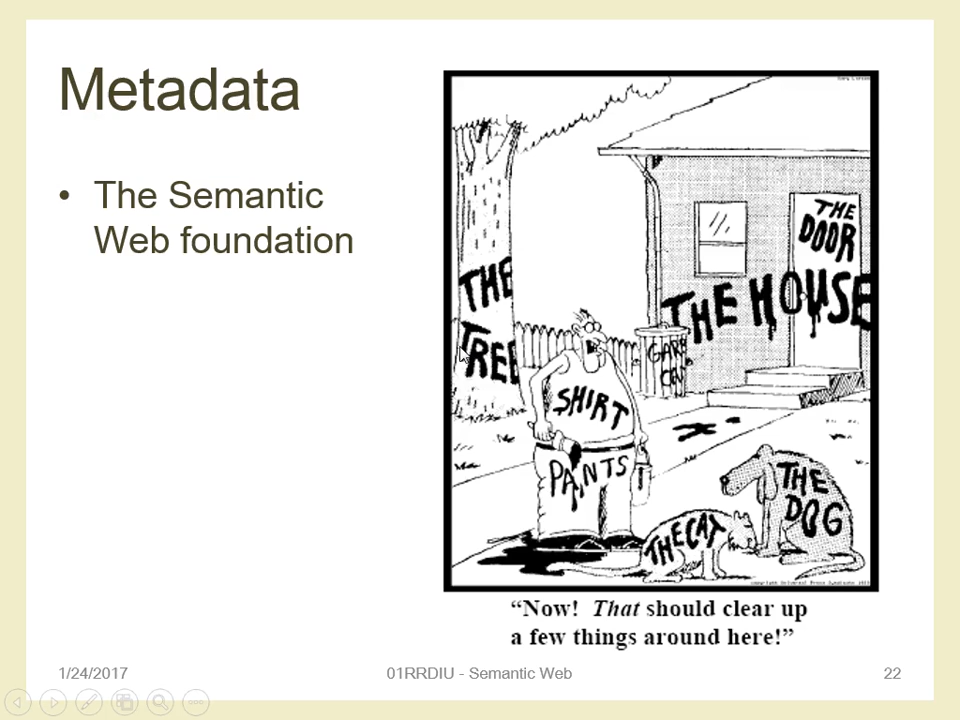 Metadata
• The Semantic
Web foundation
THE
TREE
THE
DOOR
THE HOUSE
SHIRT
PANTS
THE CAT
THE
DOG
“Now! That should clear up
a few things around here!”
1/24/2017
01RRDIU - Semantic Web
22